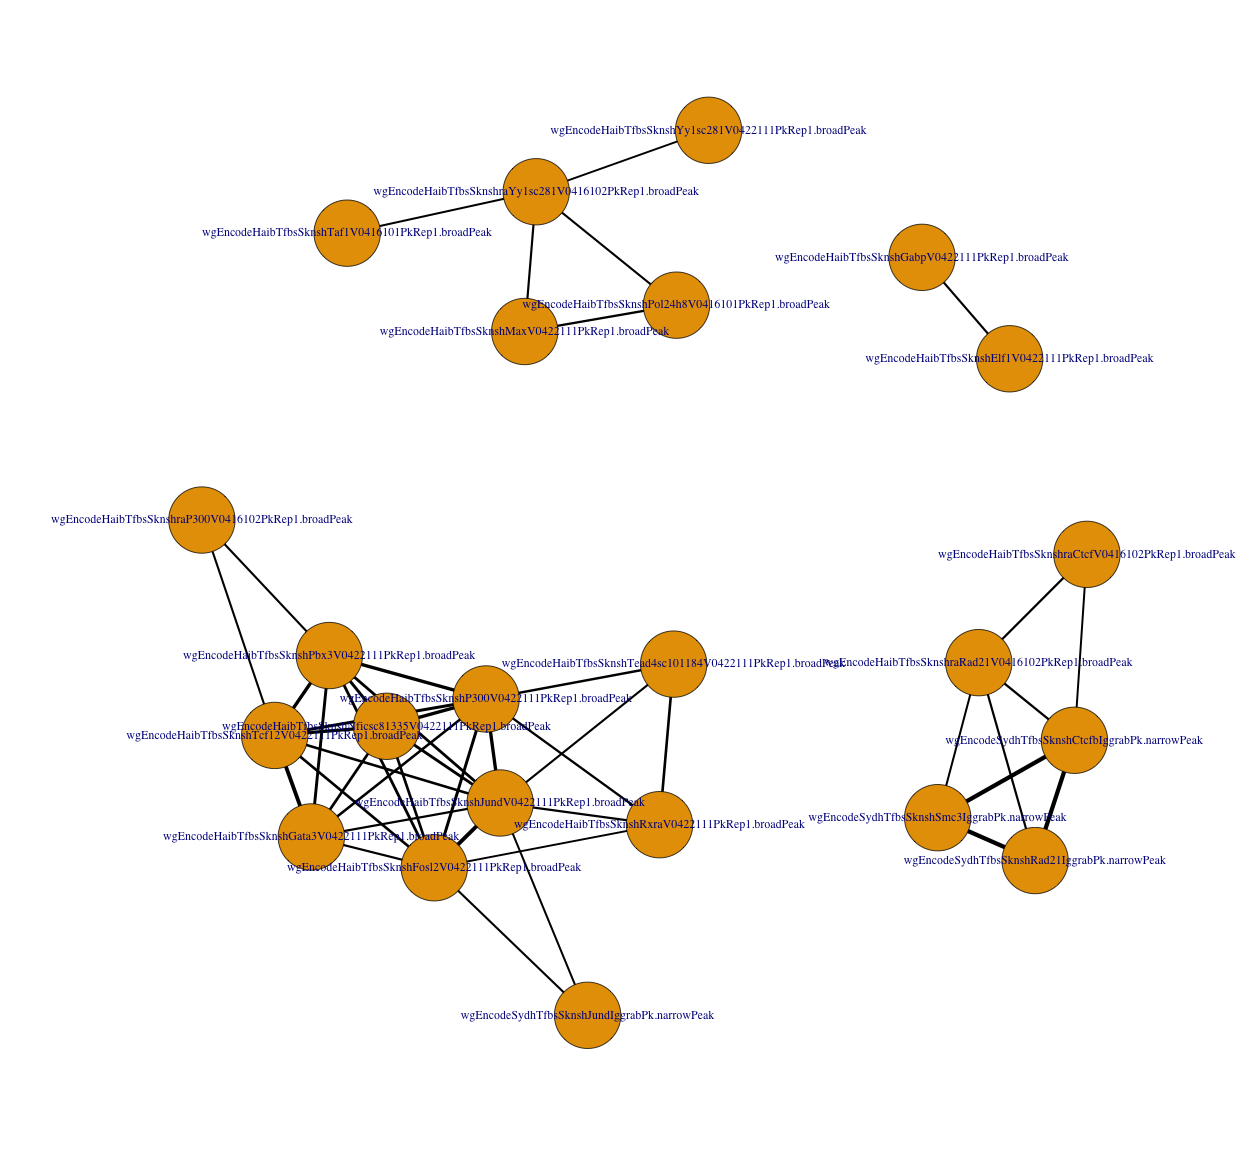 wgEncodeHaibTfbsSknshYy1sc281V0422111PkRep1.broadPeak
wgEncodeHaibTfbsSknshraYy1sc281V0416102PkRep1.broadPeak
wgEncodeHaibTfbsSknshTaf1V0416101PkRep1.broadPeak
wgEncodeHaibTfbsSknshGabpV0422111PkRep1.broadPeak
wgEncodeHaibTfbsSknshPol24h8V0416101PkRep1.broadPeak
wgEncodeHaibTfbsSknshMaxV0422111PkRep1.broadPeak
wgEncodeHaibTfbsSknshElf1V0422111PkRep1.broadPeak
wgEncodeHaibTfbsSknshraP300V0416102PkRep1.broadPeak
wgEncodeHaibTfbsSknshraCtcfV0416102PkRep1.broadPeak
wgEncodeHaibTfbsSknshPbx3V0422111PkRep1.broadPeak
wgEncodeHaibTfbsSknshTead4sc101184V0422111PkRep1.broadPeak
wgEncodeHaibTfbsSknshraRad21V0416102PkRep1.broadPeak
wgEncodeHaibTfbsSknshP300V0422111PkRep1.broadPeak
wgEncodeHaibTfbsSknshNficsc81335V0422111PkRep1.broadPeak
wgEncodeHaibTfbsSknshTcf12V0422111PkRep1.broadPeak
wgEncodeSydhTfbsSknshCtcfbIggrabPk.narrowPeak
wgEncodeHaibTfbsSknshJundV0422111PkRep1.broadPeak
wgEncodeSydhTfbsSknshSmc3IggrabPk.narrowPeak
wgEncodeHaibTfbsSknshRxraV0422111PkRep1.broadPeak
wgEncodeHaibTfbsSknshGata3V0422111PkRep1.broadPeak
wgEncodeSydhTfbsSknshRad21IggrabPk.narrowPeak
wgEncodeHaibTfbsSknshFosl2V0422111PkRep1.broadPeak
wgEncodeSydhTfbsSknshJundIggrabPk.narrowPeak